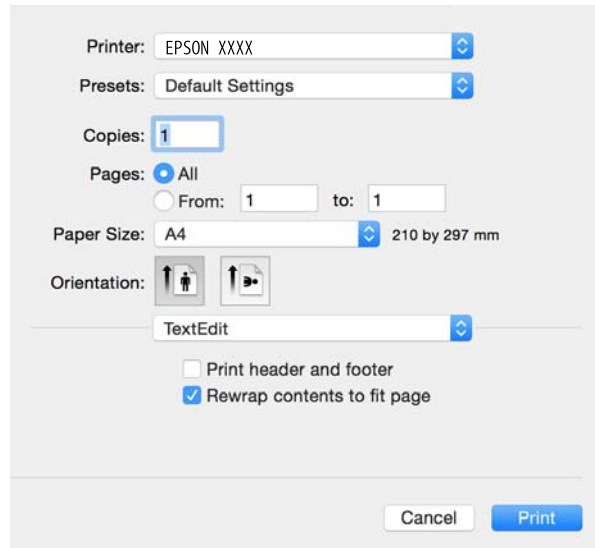 Printer: EPSON XXXX
Presets: Default Settings
Copies: 1
Pages: All
From: 1 to: 1
Paper Size: A4 210 by 297 mm
Orientation:
TextEdit
Print header and footer
Rewrap contents to fit page
Cancel Print